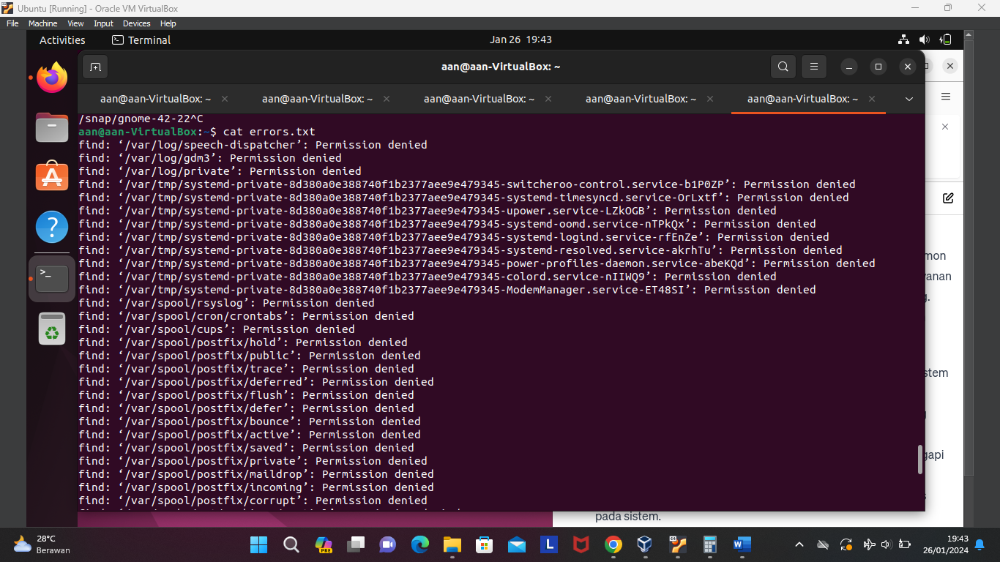 Ubuntu [Running] - Oracle VM VirtualBox
File Machine View Input Devices Help
Activities Terminal Jan 26 19:43
aan@aan-VirtualBox: ~
aan@aan-VirtualBox: ~ aan@aan-VirtualBox: ~ aan@aan-VirtualBox: ~ aan@aan-VirtualBox: ~ aan@aan-VirtualBox: ~
/snap/gnome-42-22^C
aan@aan-VirtualBox:~$ cat errors.txt
find: ‘/var/log/speech-dispatcher’: Permission denied
find: ‘/var/log/gdm3’: Permission denied
find: ‘/var/log/private’: Permission denied
find: ‘/var/tmp/systemd-private-8d380a0e388740f1b2377aee9e479345-switcheroo-control.service-b1P0ZP’: Permission denied
find: ‘/var/tmp/systemd-private-8d380a0e388740f1b2377aee9e479345-systemd-timesyncd.service-OrLxtf’: Permission denied
find: ‘/var/tmp/systemd-private-8d380a0e388740f1b2377aee9e479345-upower.service-LZkOGB’: Permission denied
find: ‘/var/tmp/systemd-private-8d380a0e388740f1b2377aee9e479345-systemd-oomd.service-nTPkQx’: Permission denied
find: ‘/var/tmp/systemd-private-8d380a0e388740f1b2377aee9e479345-systemd-logind.service-rfEnZe’: Permission denied
find: ‘/var/tmp/systemd-private-8d380a0e388740f1b2377aee9e479345-systemd-resolved.service-akrhTu’: Permission denied
find: ‘/var/tmp/systemd-private-8d380a0e388740f1b2377aee9e479345-power-profiles-daemon.service-abeKQd’: Permission denied
find: ‘/var/tmp/systemd-private-8d380a0e388740f1b2377aee9e479345-colord.service-nIIWQ9’: Permission denied
find: ‘/var/tmp/systemd-private-8d380a0e388740f1b2377aee9e479345-ModemManager.service-ET48SI’: Permission denied
find: ‘/var/spool/rsyslog’: Permission denied
find: ‘/var/spool/cron/crontabs’: Permission denied
find: ‘/var/spool/cups’: Permission denied
find: ‘/var/spool/postfix/hold’: Permission denied
find: ‘/var/spool/postfix/public’: Permission denied
find: ‘/var/spool/postfix/trace’: Permission denied
find: ‘/var/spool/postfix/deferred’: Permission denied
find: ‘/var/spool/postfix/flush’: Permission denied
find: ‘/var/spool/postfix/defer’: Permission denied
find: ‘/var/spool/postfix/bounce’: Permission denied
find: ‘/var/spool/postfix/active’: Permission denied
find: ‘/var/spool/postfix/saved’: Permission denied
find: ‘/var/spool/postfix/private’: Permission denied
find: ‘/var/spool/postfix/maildrop’: Permission denied
find: ‘/var/spool/postfix/incoming’: Permission denied
find: ‘/var/spool/postfix/corrupt’: Permission denied
mon
anan
stem
gapi
pada sistem.
28°C
Berawan
PRE
19:43
26/01/2024